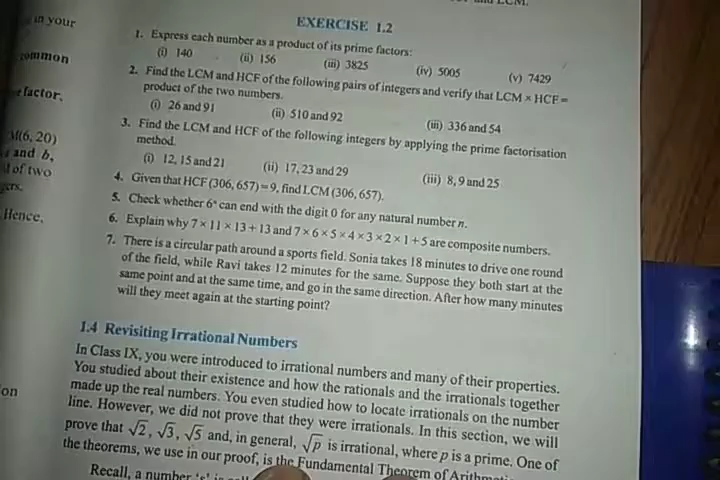 LCM.
in your
common
factor,
M(6, 20)
and b,
of two
gers.
Hence,
on
EXERCISE 1.2
1. Express each number as a product of its prime factors:
(i) 140 (ii) 156 (iii) 3825 (iv) 5005 (v) 7429
2. Find the LCM and HCF of the following pairs of integers and verify that LCM × HCF =
product of the two numbers.
(i) 26 and 91 (ii) 510 and 92 (iii) 336 and 54
3. Find the LCM and HCF of the following integers by applying the prime factorisation
method.
(i) 12, 15 and 21 (ii) 17, 23 and 29 (iii) 8, 9 and 25
4. Given that HCF (306, 657) = 9, find LCM (306, 657).
5. Check whether 6ⁿ can end with the digit 0 for any natural number n.
6. Explain why 7 × 11 × 13 + 13 and 7 × 6 × 5 × 4 × 3 × 2 × 1 + 5 are composite numbers.
7. There is a circular path around a sports field. Sonia takes 18 minutes to drive one round
of the field, while Ravi takes 12 minutes for the same. Suppose they both start at the
same point and at the same time, and go in the same direction. After how many minutes
will they meet again at the starting point?
1.4 Revisiting Irrational Numbers
In Class IX, you were introduced to irrational numbers and many of their properties.
You studied about their existence and how the rationals and the irrationals together
made up the real numbers. You even studied how to locate irrationals on the number
line. However, we did not prove that they were irrationals. In this section, we will
prove that √2, √3, √5 and, in general, √p is irrational, where p is a prime. One of
the theorems, we use in our proof, is the Fundamental Theorem of
Recall, a number 's'